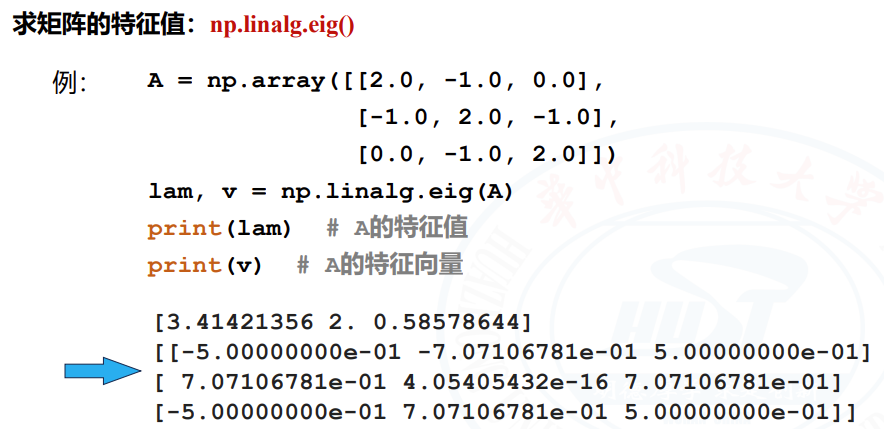 求矩阵的特征值：np.linalg.eig()
例：
A = np.array([[2.0, -1.0, 0.0],
[-1.0, 2.0, -1.0],
[0.0, -1.0, 2.0]])
lam, v = np.linalg.eig(A)
print(lam)  # A的特征值
print(v)  # A的特征向量
[3.41421356 2. 0.58578644]
[[-5.00000000e-01 -7.07106781e-01 5.00000000e-01]
[ 7.07106781e-01 4.05405432e-16 7.07106781e-01]
[-5.00000000e-01 7.07106781e-01 5.00000000e-01]]
华中科技大学
HUST